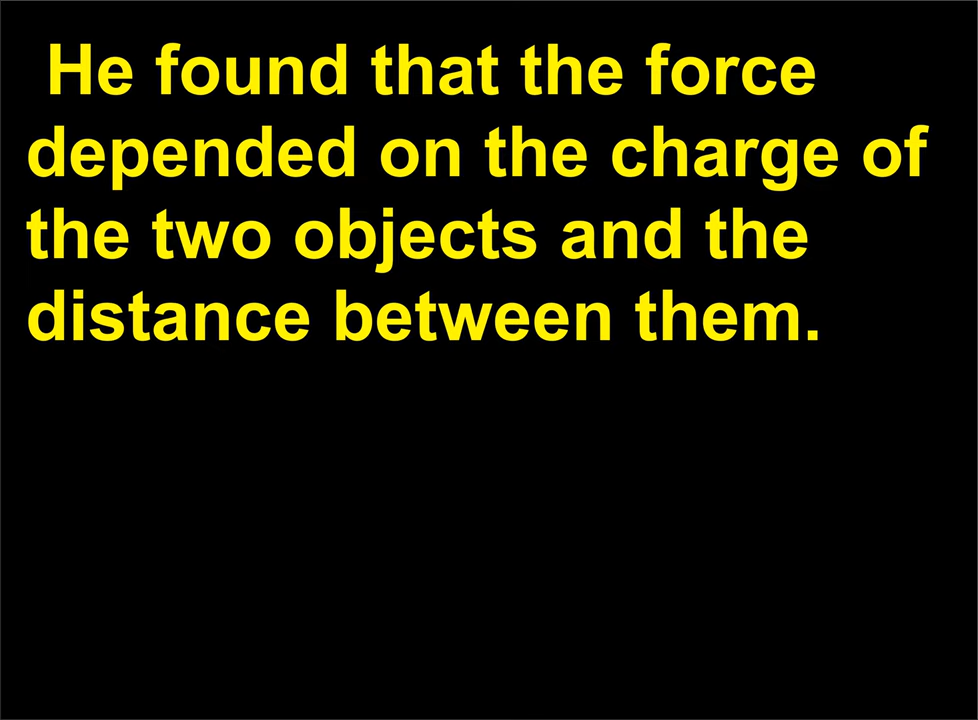 He found that the force
depended on the charge of
the two objects and the
distance between them.